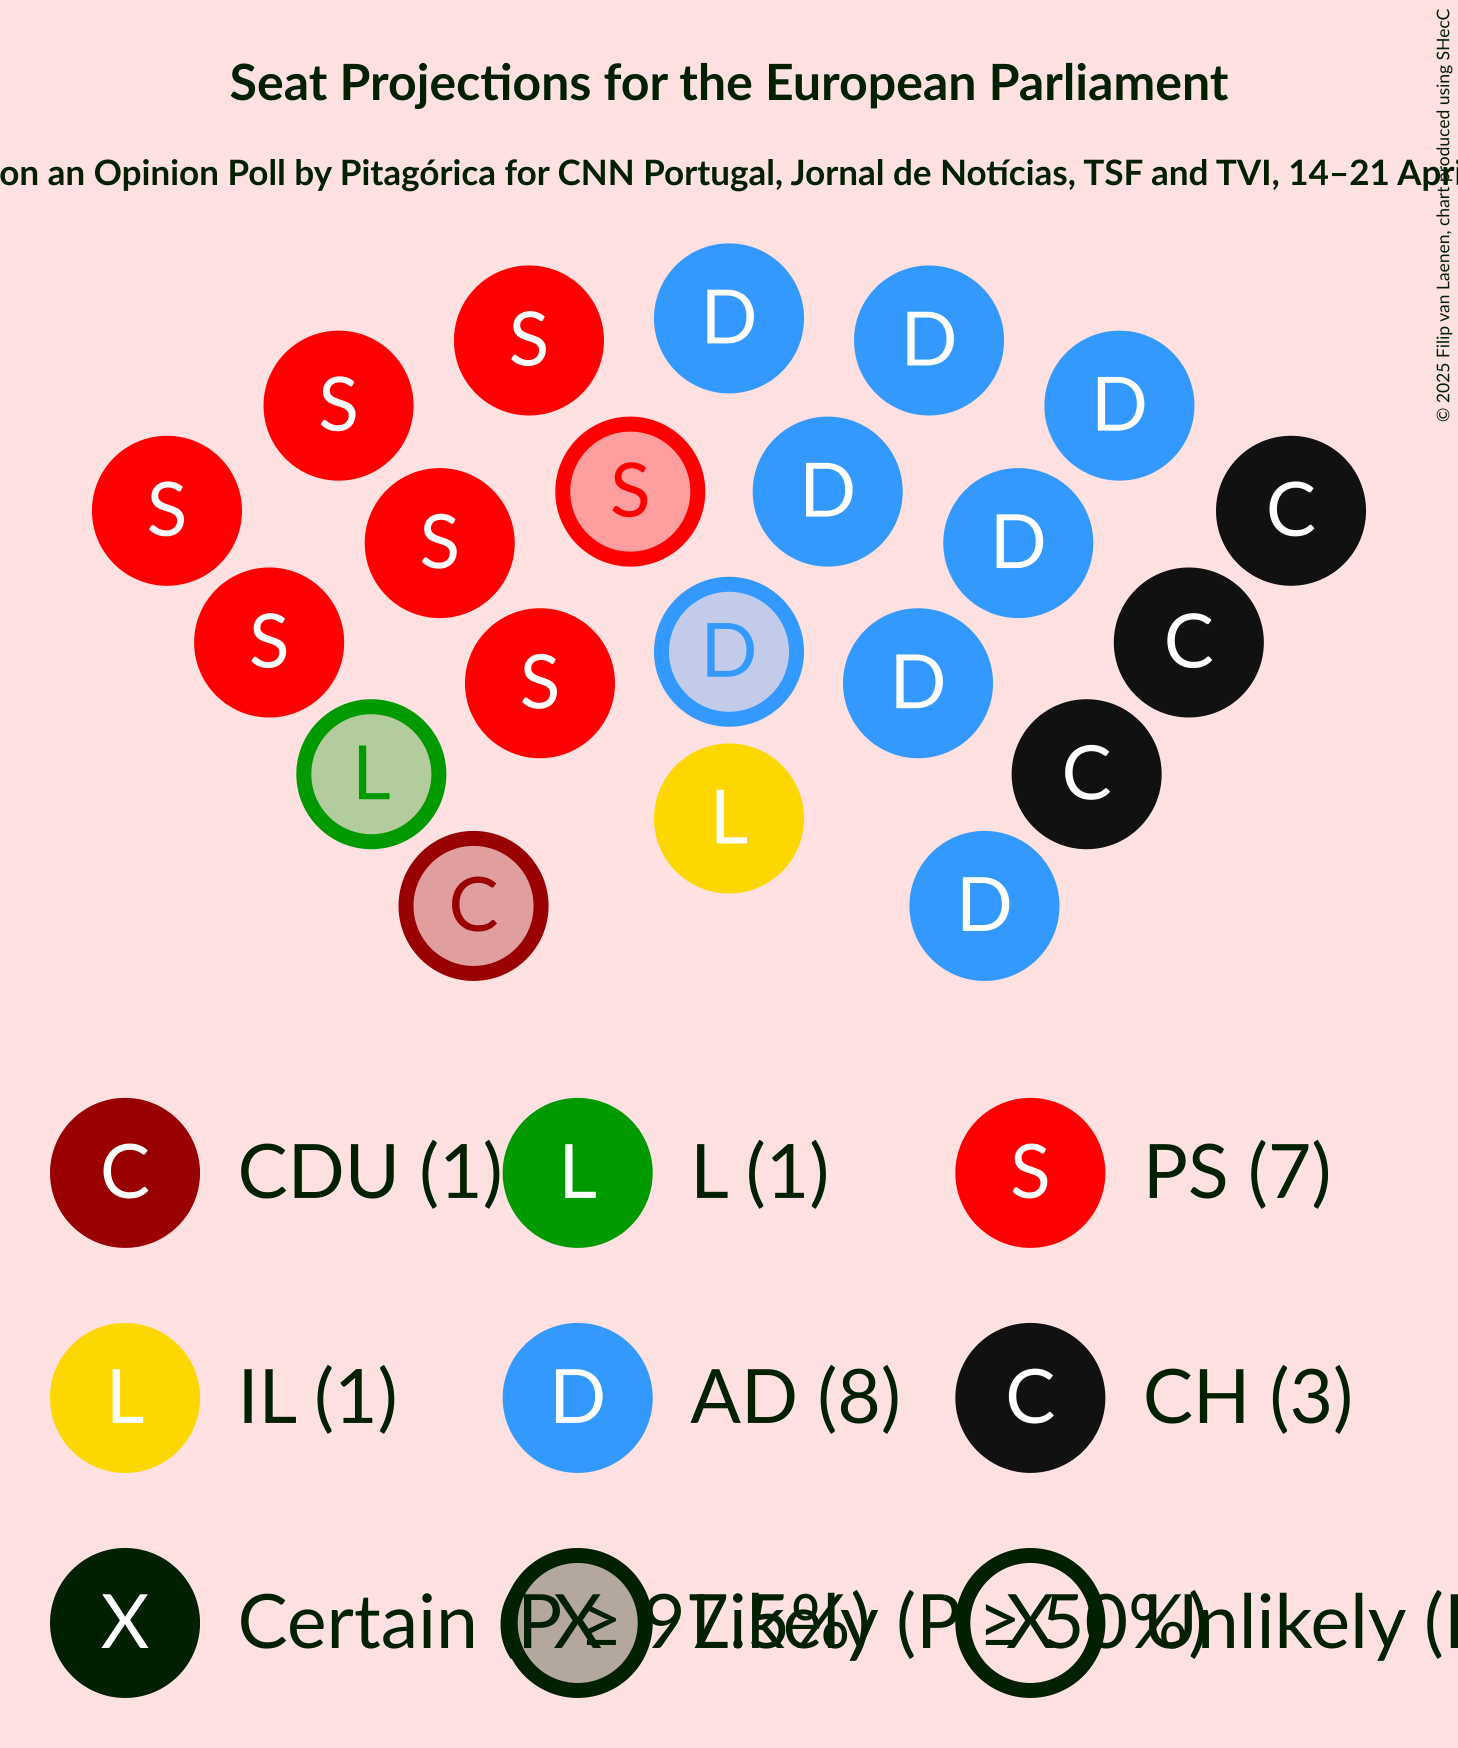 Seat Projections for the European Parliament
on an Opinion Poll by Pitagórica for CNN Portugal, Jornal de Notícias, TSF and TVI, 14–21 Apri
© 2025 Filip van Laenen, chart produced using SHecC
D
S D
S D
S D
S C
S D
S D
S C
D
S D
L C
L
C D
C CDU (1) L L (1) S PS (7)
L IL (1) D AD (8) C CH (3)
X Certain (P ≥ 97.5%) X Likely (P ≥ 50%) X Unlikely (